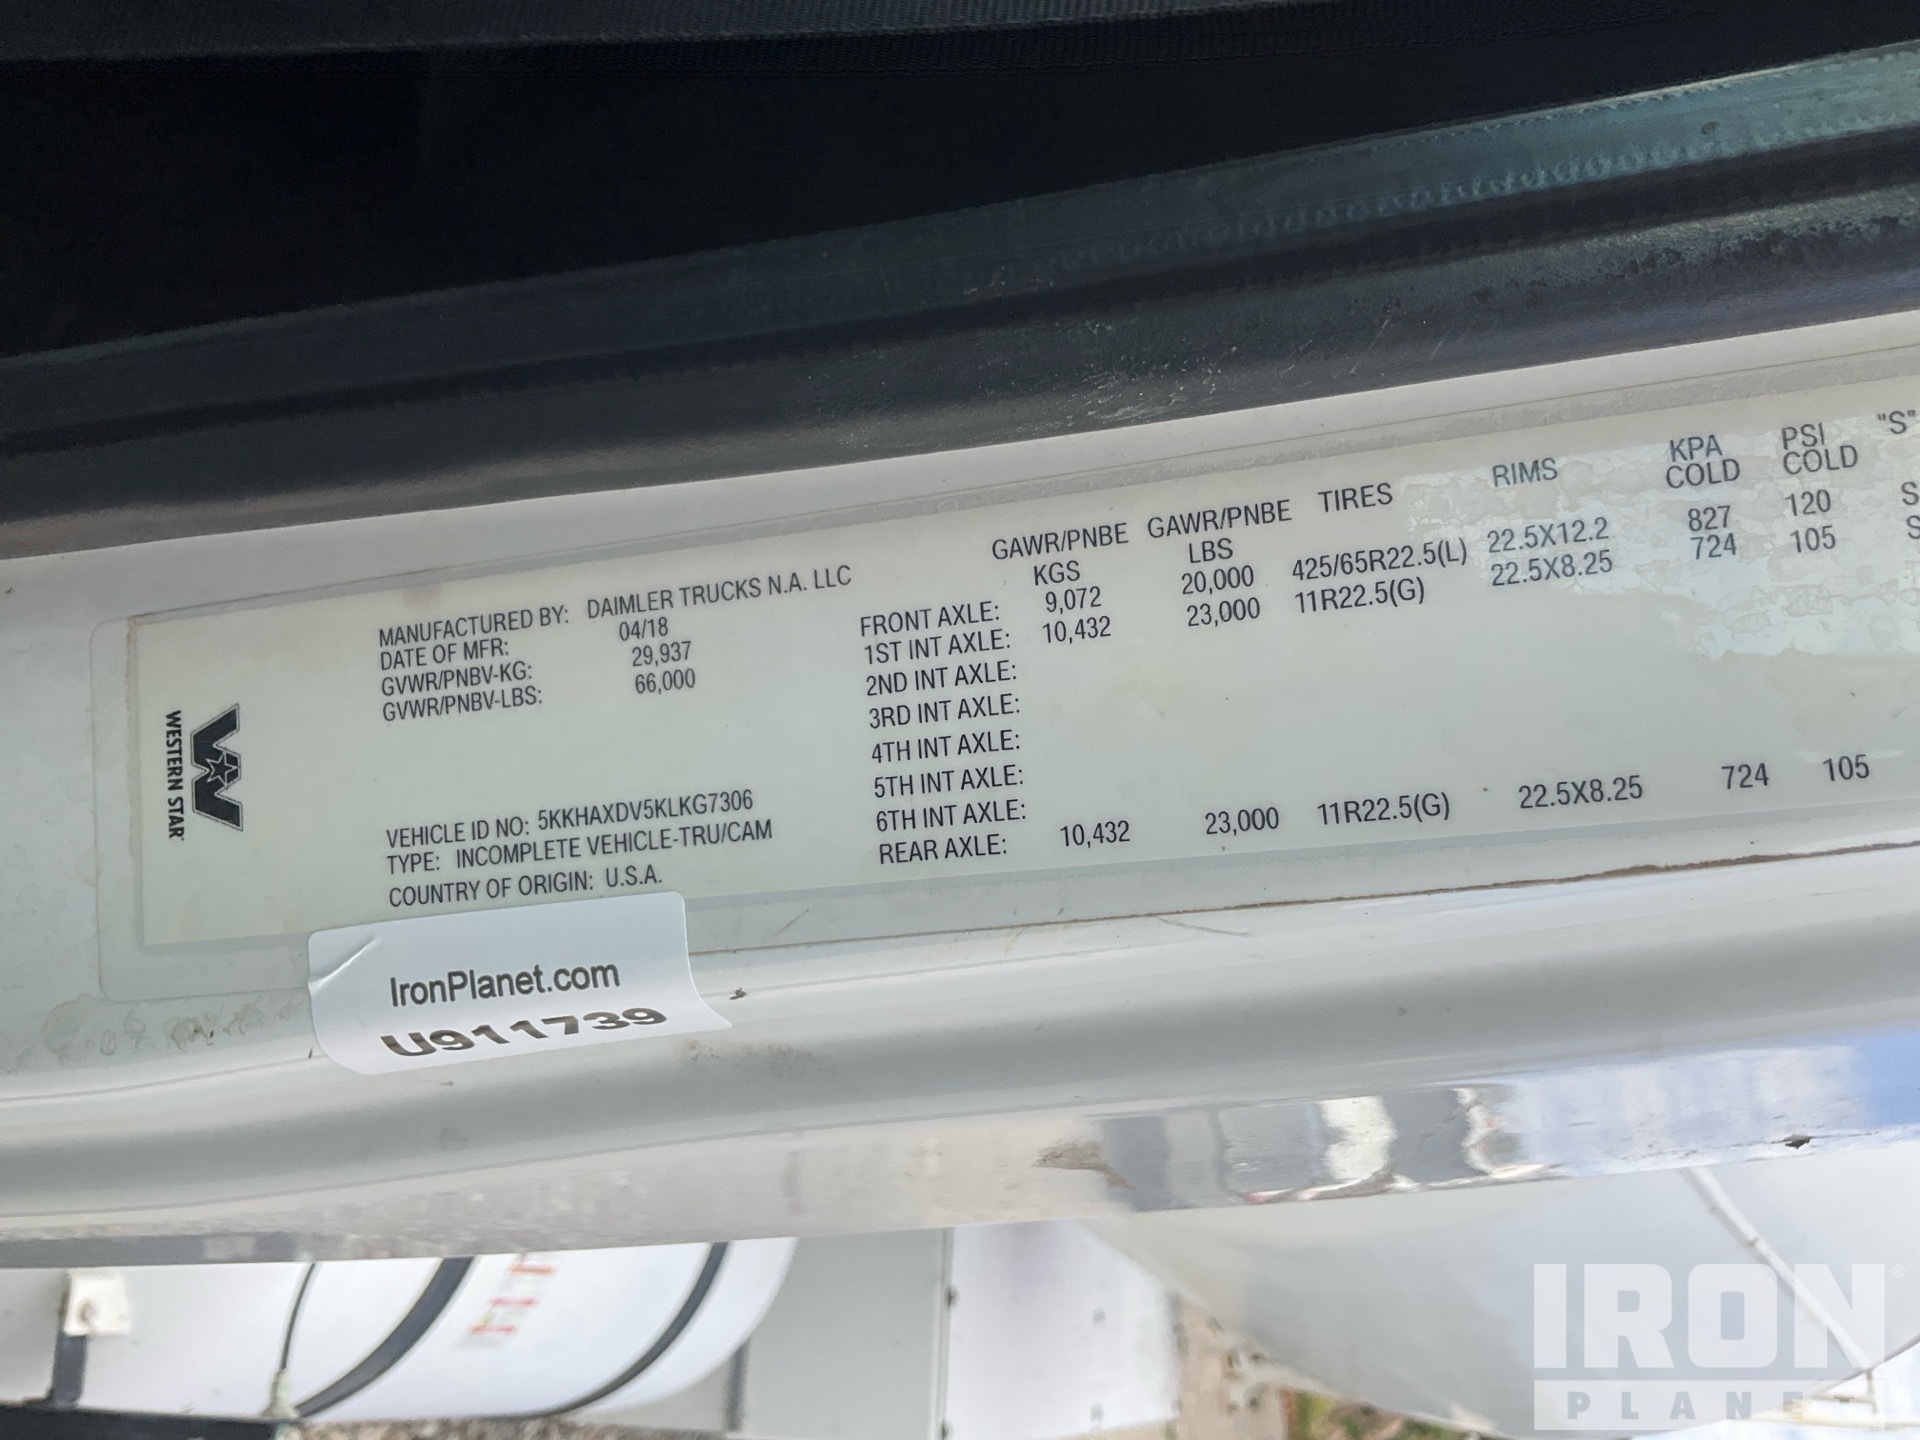 WESTERN STAR
MANUFACTURED BY: DAIMLER TRUCKS N.A. LLC
DATE OF MFR: 04/18
GVWR/PNBV-KG: 29,937
GVWR/PNBV-LBS: 66,000
VEHICLE ID NO: 5KKHAXDV5KLKG7306
TYPE: INCOMPLETE VEHICLE-TRU/CAM
COUNTRY OF ORIGIN: U.S.A.
GAWR/PNBE GAWR/PNBE TIRES RIMS KPA PSI "S"
KGS LBS COLD COLD
FRONT AXLE: 9,072 20,000 425/65R22.5(L) 22.5X12.2 827 120 S
1ST INT AXLE: 10,432 23,000 11R22.5(G) 22.5X8.25 724 105 S
2ND INT AXLE:
3RD INT AXLE:
4TH INT AXLE:
5TH INT AXLE:
6TH INT AXLE:
REAR AXLE: 10,432 23,000 11R22.5(G) 22.5X8.25 724 105
IronPlanet.com
U911739
IRON®
PLANET